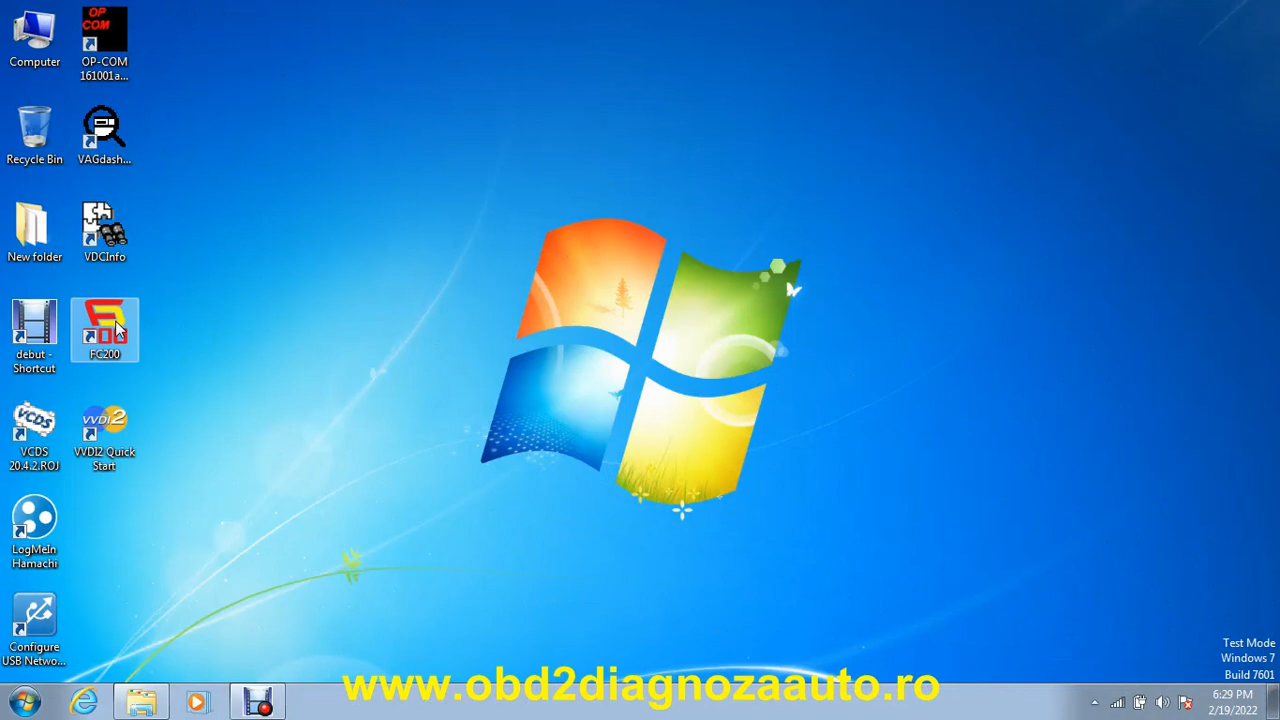 Computer
OP
COM
OP-COM
161001a...
Recycle Bin
VAGdash...
New folder
VDCInfo
debut -
Shortcut
FC200
VCDS
VCDS
20.4.2.ROJ
VVDI2
VVDI2 Quick
Start
LogMeIn
Hamachi
Configure
USB Netwo...
Test Mode
Windows 7
Build 7601
www.obd2diagnozaauto.ro
6:29 PM
2/19/2022